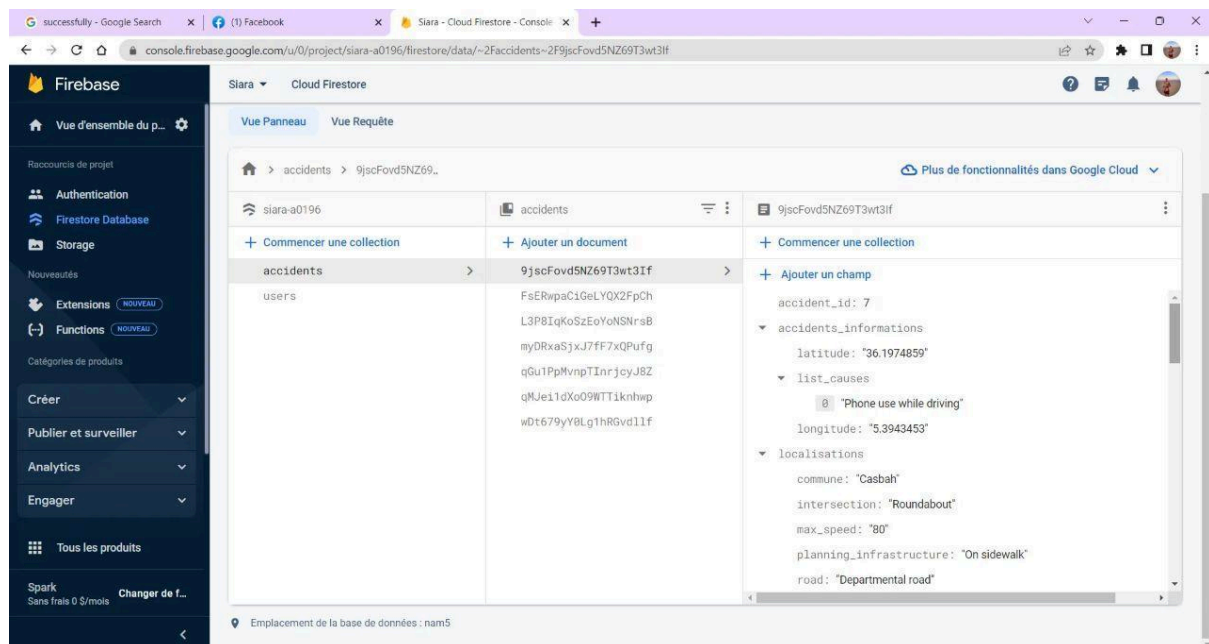 successfully - Google Search
(1) Facebook
Siara - Cloud Firestore - Console
console.firebase.google.com/u/0/project/siara-a0196/firestore/data/~2Faccidents~2F9jscFovd5NZ69T3wt3If
Firebase
Siara
Cloud Firestore
Vue d'ensemble du p...
Vue Panneau
Vue Requête
Raccourcis de projet
Authentication
Firestore Database
Storage
Nouveautés
Extensions NOUVEAU
Functions NOUVEAU
Catégories de produits
Créer
Publier et surveiller
Analytics
Engager
Tous les produits
Spark
Sans frais 0 $/mois
Changer de f...
> accidents > 9jscFovd5NZ69..
Plus de fonctionnalités dans Google Cloud
siara-a0196
+ Commencer une collection
accidents
users
accidents
+ Ajouter un document
9jscFovd5NZ69T3wt3If
FsERwpaCiGeLYQX2FpCh
L3P8IqKoSzEoYoNSNrsB
myDRxaSjxJ7fF7xQPufg
qGu1PpMvnpTInrjcyJ8Z
qMJei1dXoO9WTTiknhwp
wDt679yY0Lg1hRGvdllf
9jscFovd5NZ69T3wt3If
+ Commencer une collection
+ Ajouter un champ
accident_id: 7
accidents_informations
latitude: "36.1974859"
list_causes
0 "Phone use while driving"
longitude: "5.3943453"
localisations
commune: "Casbah"
intersection: "Roundabout"
max_speed: "80"
planning_infrastructure: "On sidewalk"
road: "Departmental road"
Emplacement de la base de données : nam5